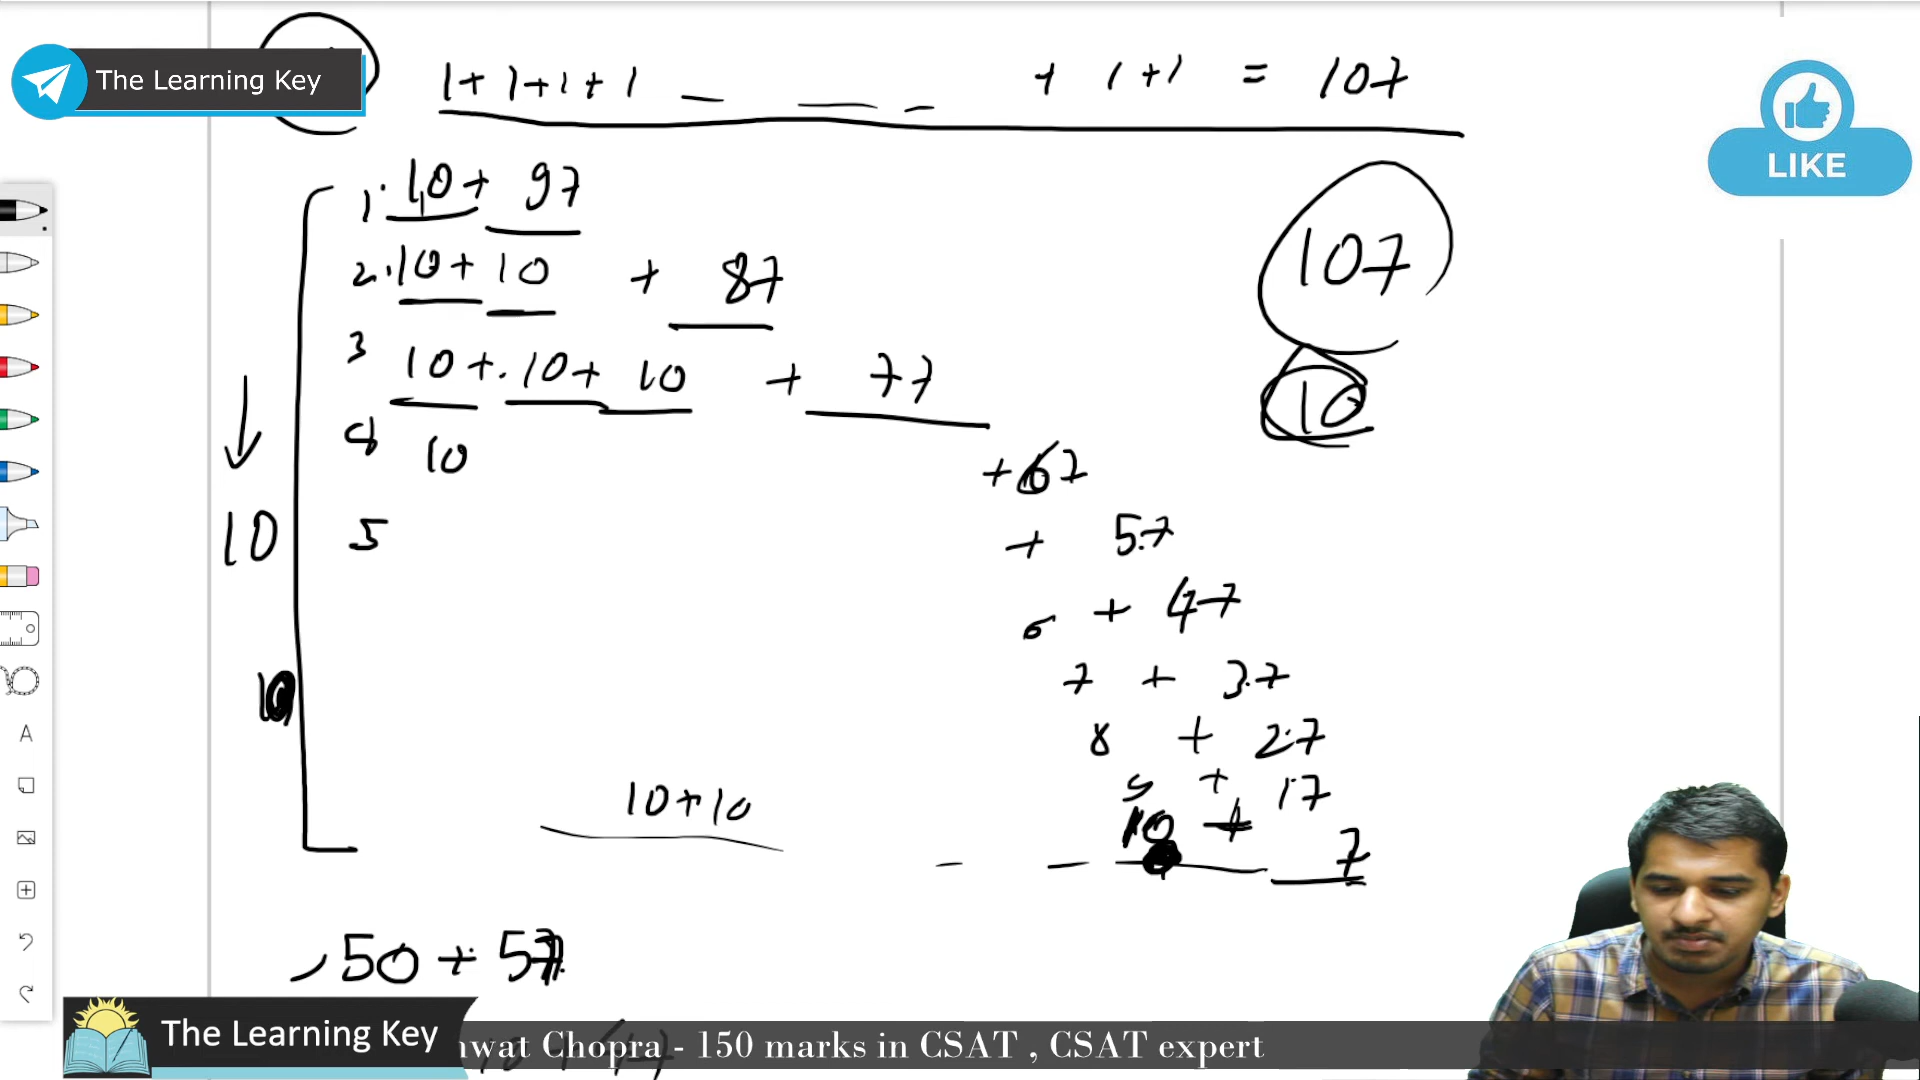 The Learning Key
1+1+1+1 _ _ _ + 1+1 = 107
LIKE
1. 10+ 97
2. 10+ 10 + 87
107
3 10+ 10+ 10 + 77
10
4 10 + 67
10 5 + 57
6 + 47
7 + 37
10
8 + 27
9 + 17
10+10 _ _ 10 + 7
50 + 57
The Learning Key
hwat Chopra - 150 marks in CSAT , CSAT expert
A